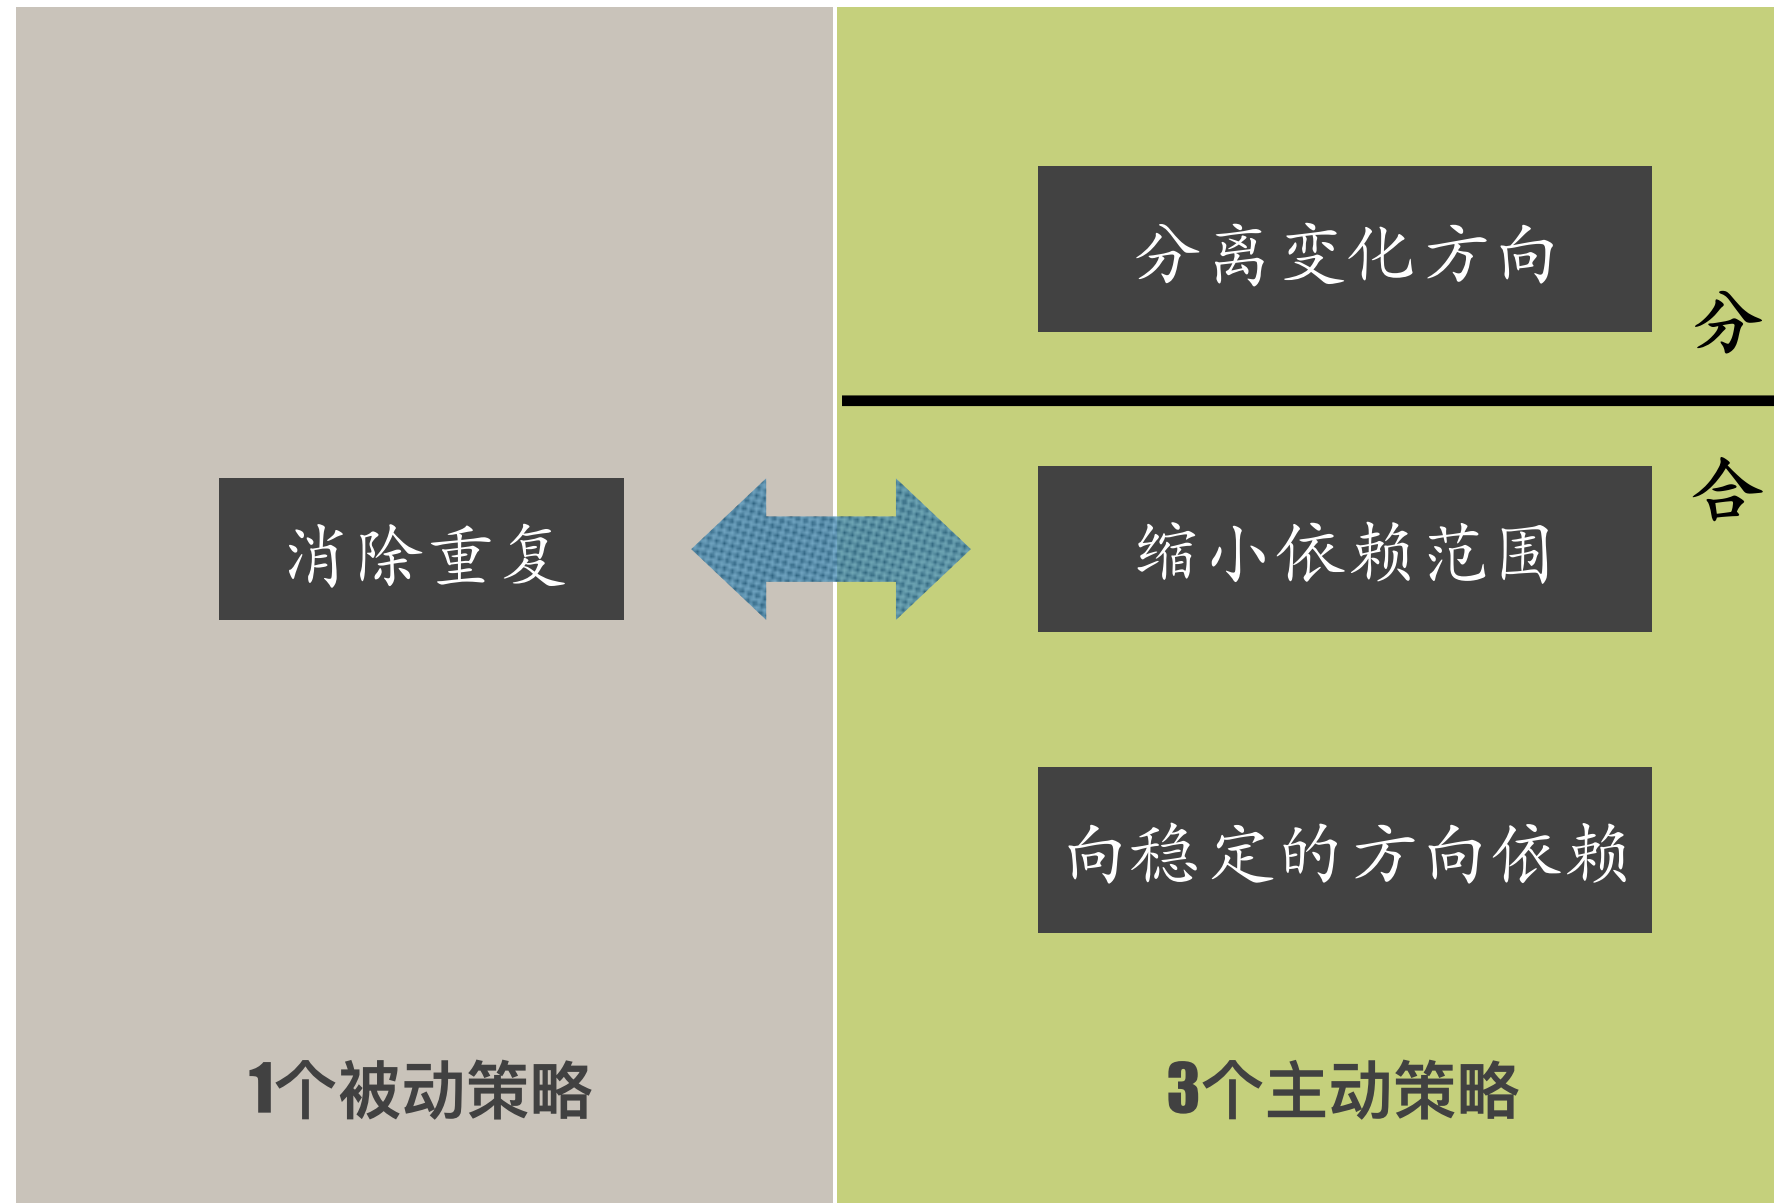 消除重复
1个被动策略
分离变化方向
分
合
缩小依赖范围
向稳定的方向依赖
3个主动策略